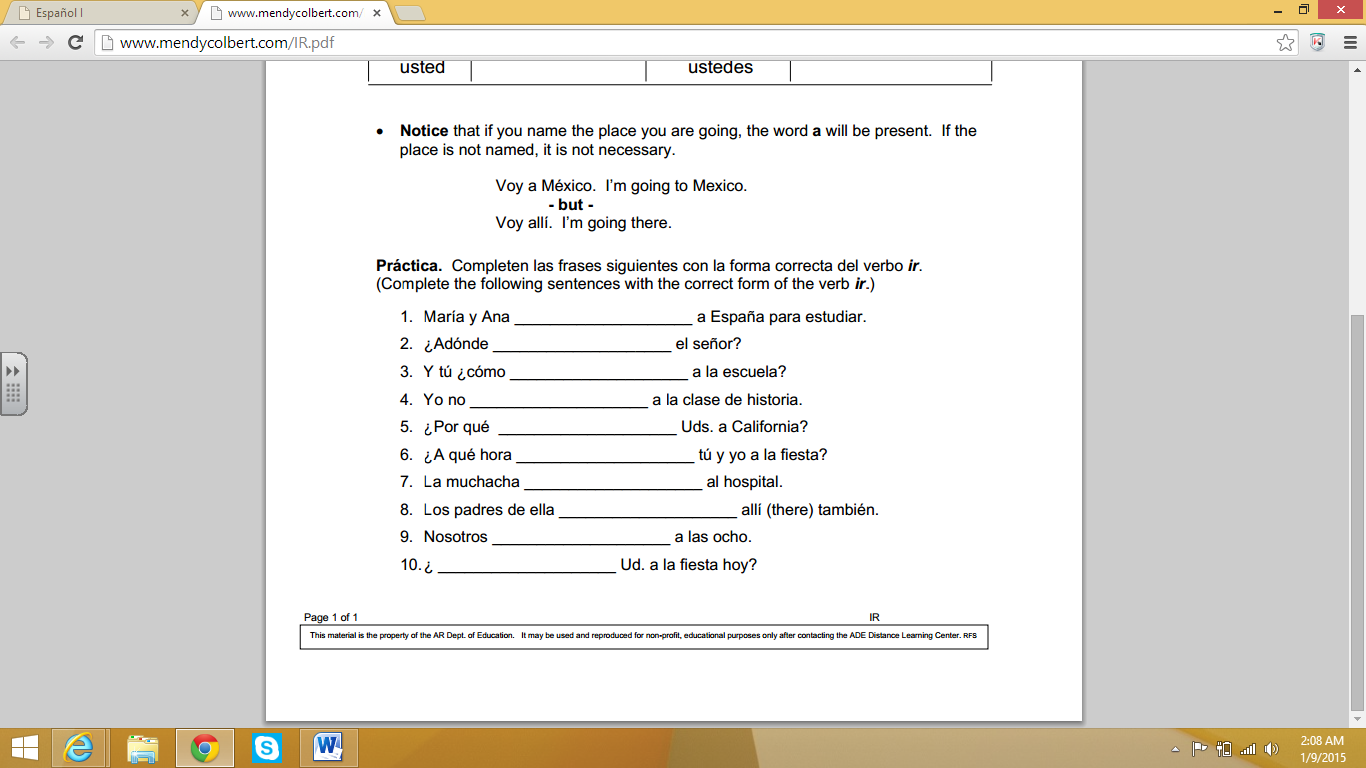 Español I
www.mendycolbert.com/
www.mendycolbert.com/IR.pdf
usted ustedes
• Notice that if you name the place you are going, the word a will be present. If the
place is not named, it is not necessary.
Voy a México. I'm going to Mexico.
- but -
Voy allí. I'm going there.
Práctica. Completen las frases siguientes con la forma correcta del verbo ir.
(Complete the following sentences with the correct form of the verb ir.)
1. María y Ana ____________________ a España para estudiar.
2. ¿Adónde ____________________ el señor?
3. Y tú ¿cómo ____________________ a la escuela?
4. Yo no ____________________ a la clase de historia.
5. ¿Por qué ____________________ Uds. a California?
6. ¿A qué hora ____________________ tú y yo a la fiesta?
7. La muchacha ____________________ al hospital.
8. Los padres de ella ____________________ allí (there) también.
9. Nosotros ____________________ a las ocho.
10. ¿ ____________________ Ud. a la fiesta hoy?
Page 1 of 1 IR
This material is the property of the AR Dept. of Education. It may be used and reproduced for non-profit, educational purposes only after contacting the ADE Distance Learning Center. RFS
2:08 AM
1/9/2015